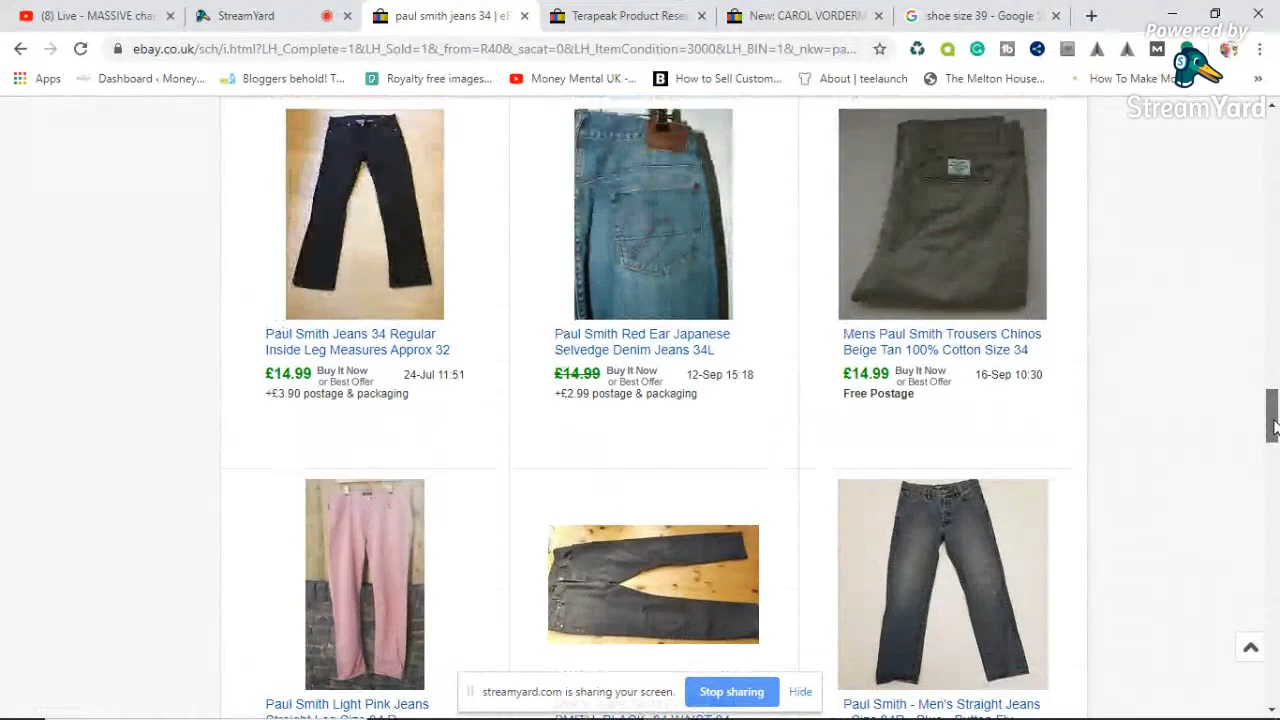 (8) Live - MASSIVE cha
StreamYard
paul smith jeans 34 | eB
Terapeak Product Resea
New: CAROL VORDERM
shoe size 39 - Google S
ebay.co.uk/sch/i.html?LH_Complete=1&LH_Sold=1&_from=R40&_sacat=0&LH_ItemCondition=3000&LH_BIN=1&_nkw=pa...
Powered by
StreamYard
Apps
Dashboard ‹ Money...
Bloggers behold! T...
Royalty free images...
Money Mental UK -...
How to Sell Custom...
About | teelaunch
The Melton House...
How To Make Mo
Paul Smith Jeans 34 Regular
Inside Leg Measures Approx 32
£14.99
Buy It Now
or Best Offer
24-Jul 11:51
+£3.90 postage & packaging
Paul Smith Red Ear Japanese
Selvedge Denim Jeans 34L
£14.99
Buy It Now
or Best Offer
12-Sep 15:18
+£2.99 postage & packaging
Mens Paul Smith Trousers Chinos
Beige Tan 100% Cotton Size 34
£14.99
Buy It Now
or Best Offer
16-Sep 10:30
Free Postage
streamyard.com is sharing your screen.
Stop sharing
Hide
Paul Smith Light Pink Jeans
Paul Smith - Men's Straight Jeans